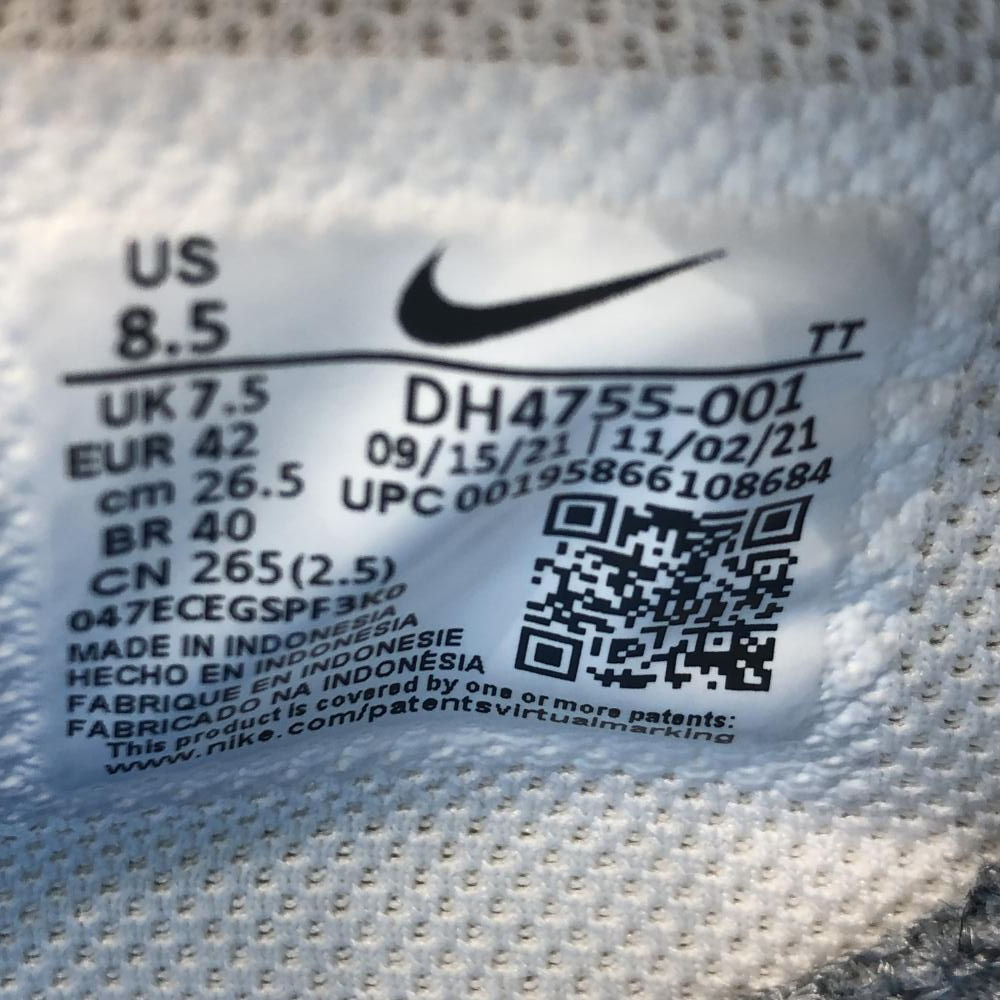 US
8.5
TT
UK 7.5
EUR 42
cm 26.5
BR 40
CN 265(2.5)
DH4755-001
09/15/21 | 11/02/21
UPC 00195866108684
047ECEGSPF3K0
MADE IN INDONESIA
HECHO EN INDONESIA
FABRIQUE EN INDONESIE
FABRICADO NA INDONÉSIA
This product is covered by one or more patents:
www.nike.com/patentsvirtualmarking